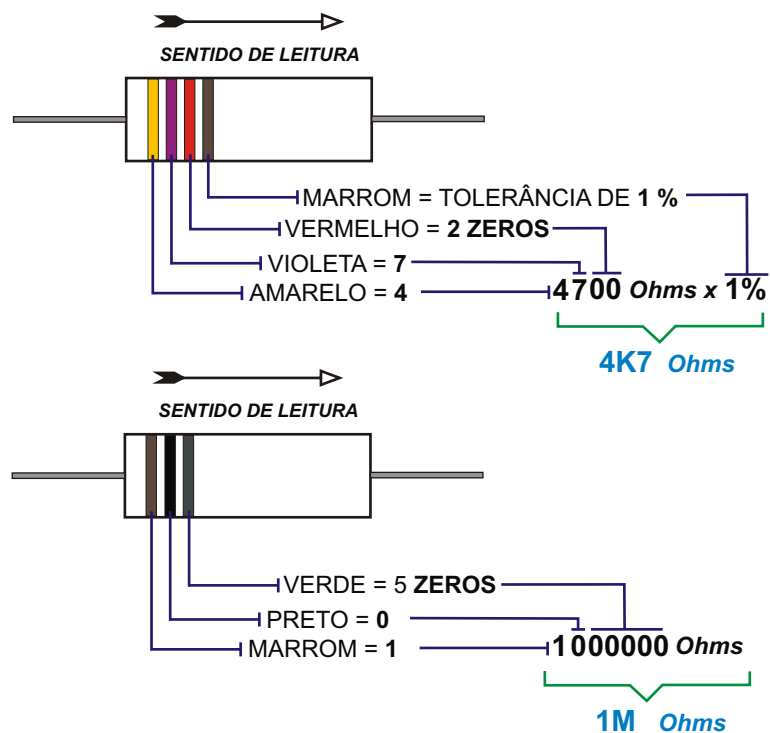 SENTIDO DE LEITURA
MARROM = TOLERÂNCIA DE 1 %
VERMELHO = 2 ZEROS
VIOLETA = 7
AMARELO = 4
4700 Ohms x 1%
4K7 Ohms
SENTIDO DE LEITURA
VERDE = 5 ZEROS
PRETO = 0
MARROM = 1
1000000 Ohms
1M Ohms